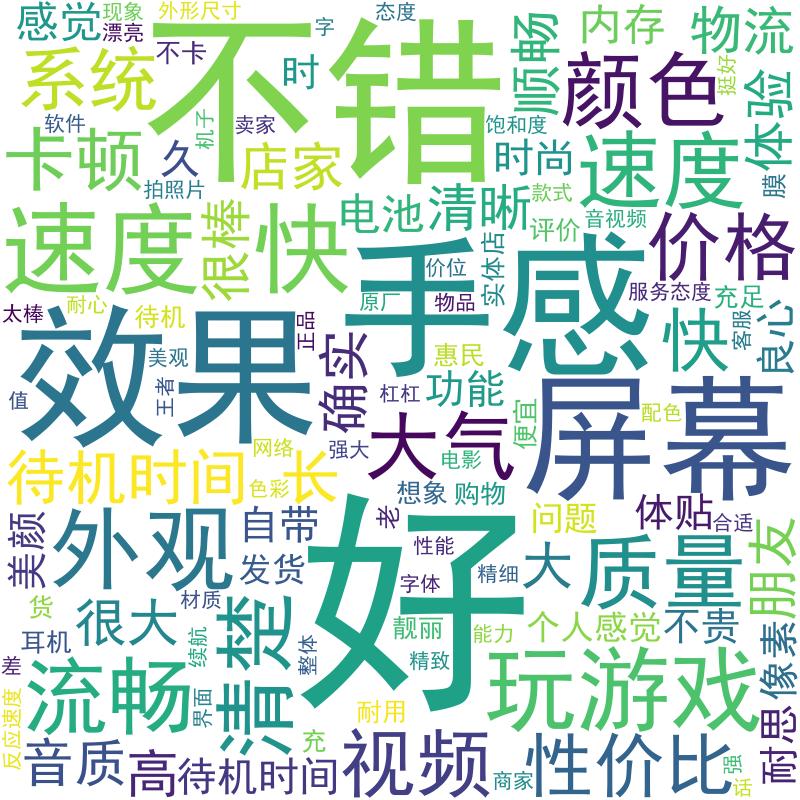 感觉
现象
漂亮
外形尺寸
不卡
不错
字
态度
顺畅
内存
物流
系统
时
颜色
挺好
体验
软件
机子
卖家
饱和度
卡顿
久
店家
时尚
速度
膜
拍照片
款式
速度
快
很棒
电池
清晰
评价
音视频
价格
手感
实体店
价位
服务态度
充足
原厂
物品
太棒
耐心
待机
正品
效果
确实
惠民
快
客服
良心
美观
值
王者
杠杠
功能
屏幕
大气
便宜
配色
网络
强大
电影
待机时间
色彩
长
想象
购物
体贴
合适
老
好
问题
美颜
外观
自带
发货
性能
精细
大
质量
朋友
字体
货
材质
很大
清楚
靓丽
能力
个人感觉
不贵
像素
耳机
续航
整体
精致
差
流畅
玩游戏
耐思
反应速度
界面
耐用
充
音质
高
待机时间
视频
商家
性价比
强
话